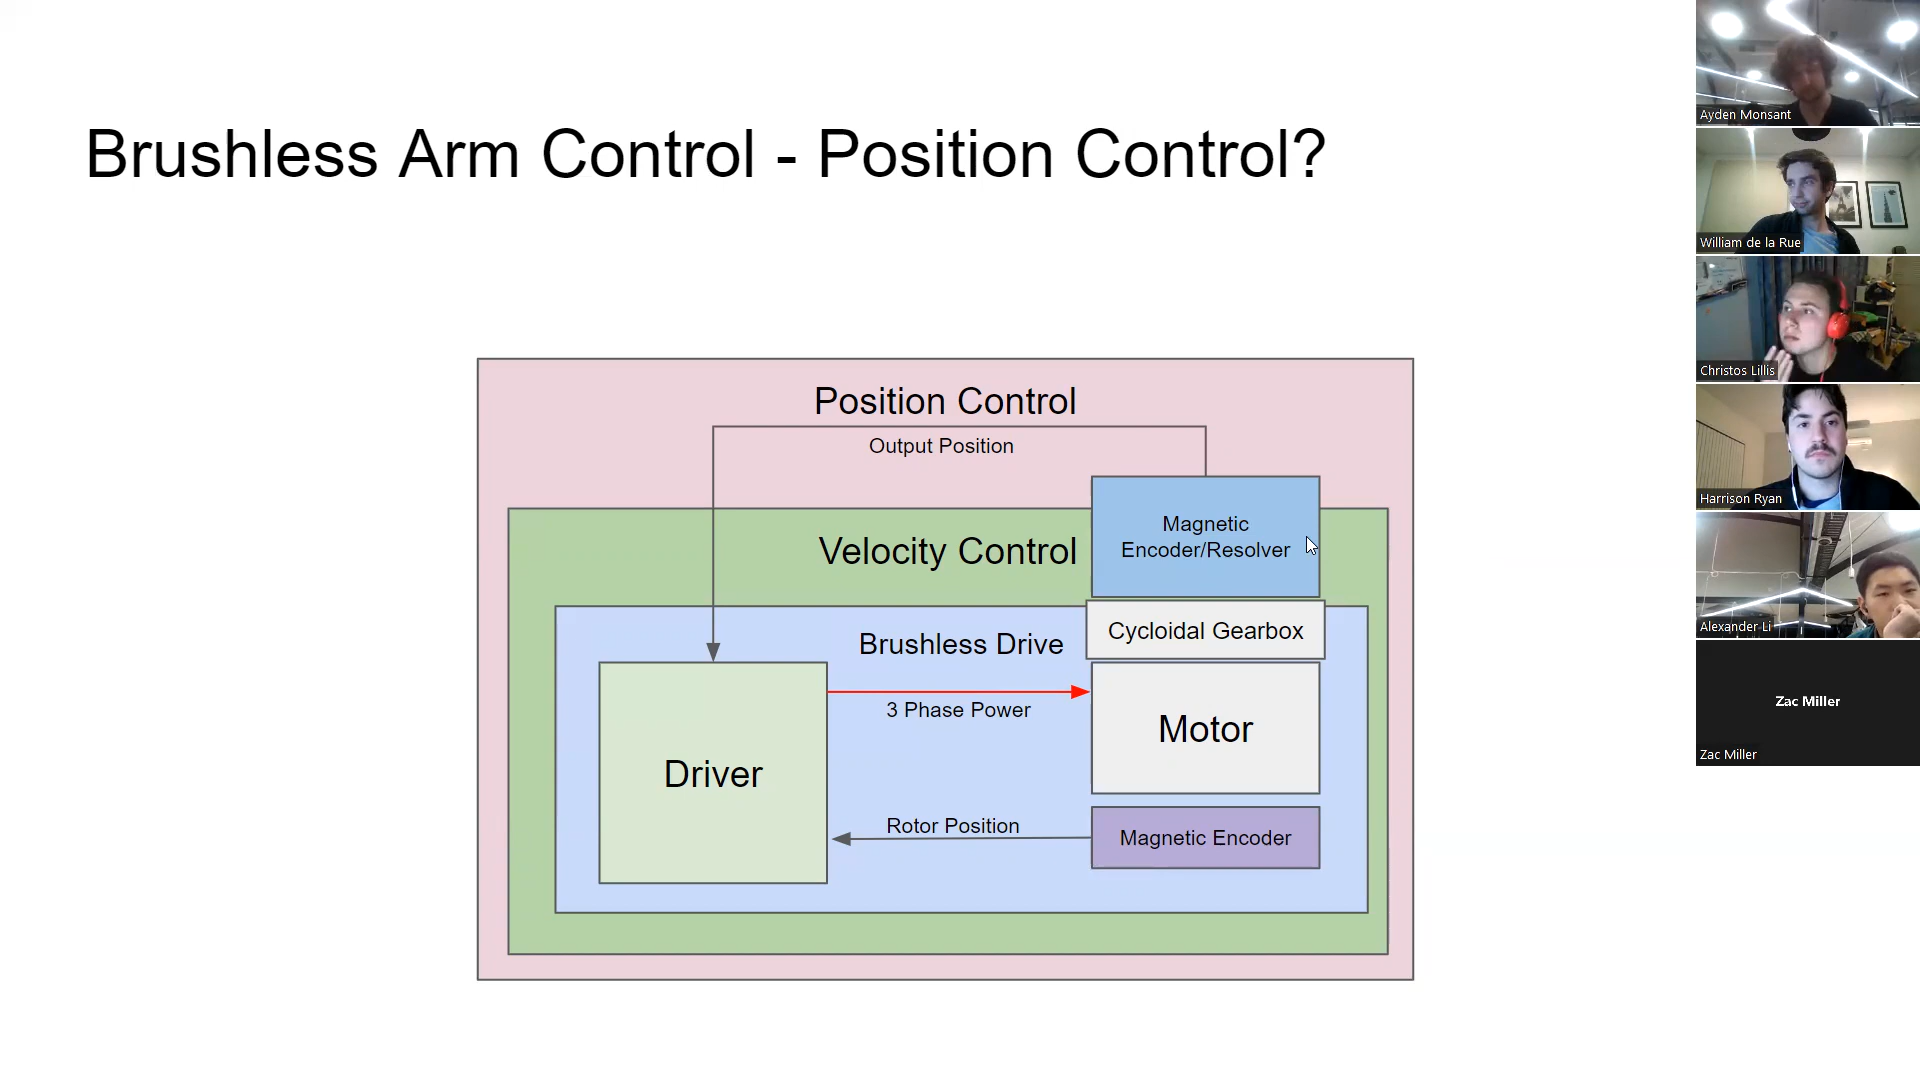 Brushless Arm Control - Position Control?
Position Control
Output Position
Magnetic
Encoder/Resolver
Velocity Control
Cycloidal Gearbox
Brushless Drive
3 Phase Power
Motor
Driver
Rotor Position
Magnetic Encoder
Ayden Monsant
William de la Rue
Christos Lillis
Harrison Ryan
Alexander Li
Zac Miller
Zac Miller